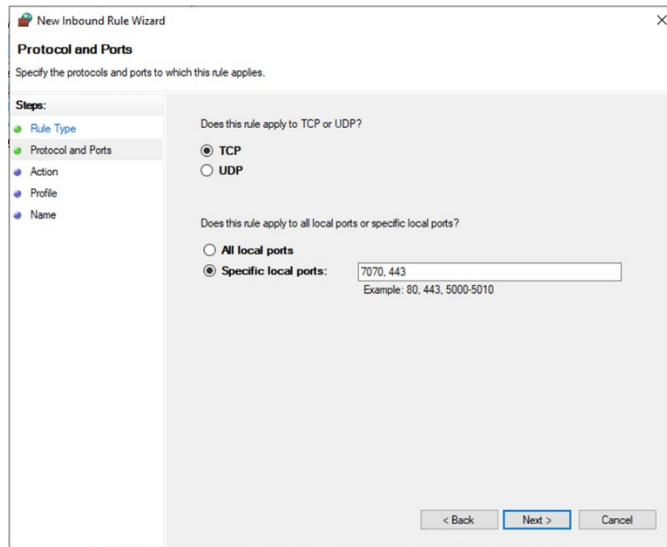 New Inbound Rule Wizard
Protocol and Ports
Specify the protocols and ports to which this rule applies.
Steps:
Rule Type
Protocol and Ports
Action
Profile
Name
Does this rule apply to TCP or UDP?
TCP
UDP
Does this rule apply to all local ports or specific local ports?
All local ports
Specific local ports: 7070, 443
Example: 80, 443, 5000-5010
< Back Next > Cancel